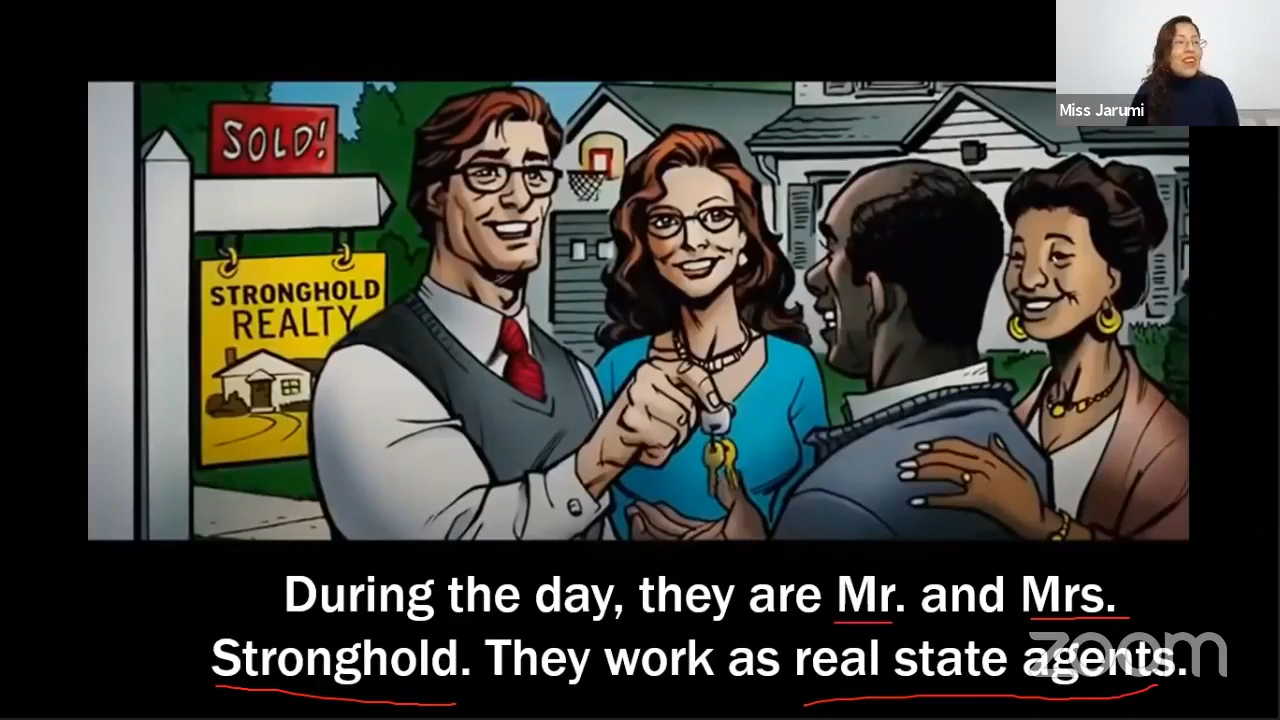 Miss Jarumi
SOLD!
STRONGHOLD
REALTY
During the day, they are Mr. and Mrs.
Stronghold. They work as real state agents.
zoom